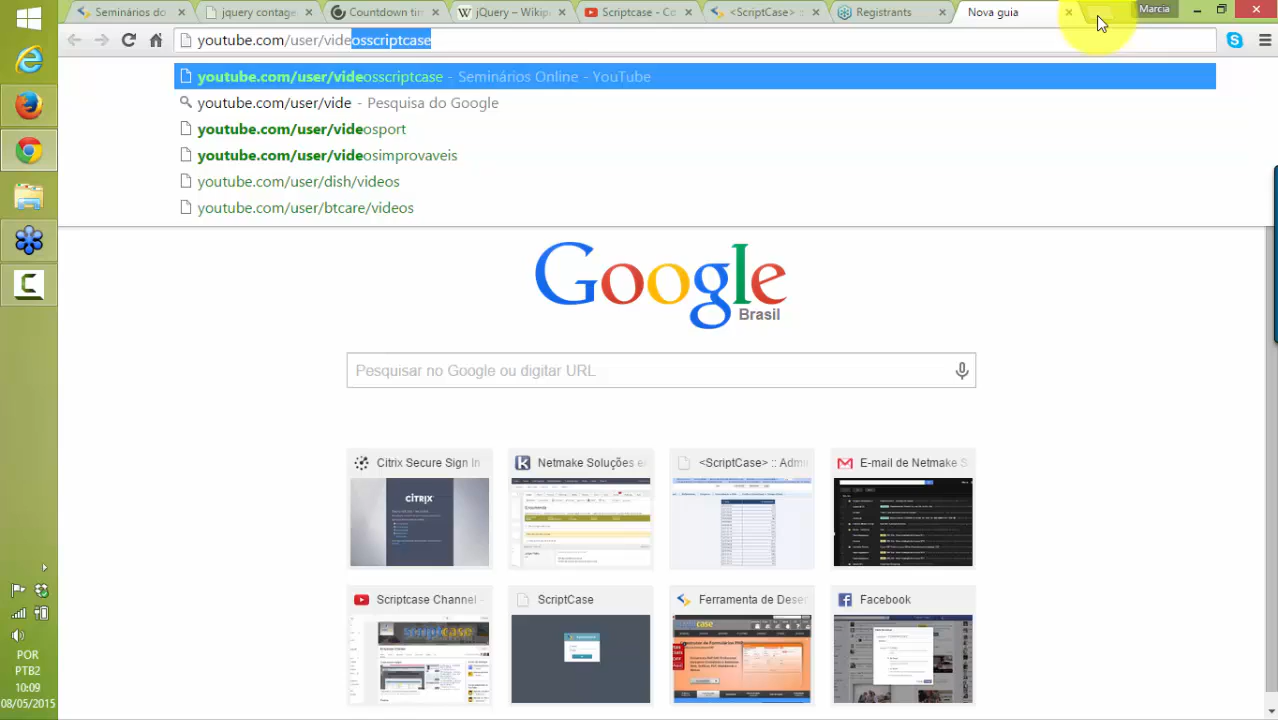 Seminários do
jquery contage
Countdown tim
jQuery – Wikip
Scriptcase - Co
<ScriptCase> ::
Registrants
Nova guia
Marcia
youtube.com/user/videosscriptcase
youtube.com/user/videosscriptcase - Seminários Online - YouTube
youtube.com/user/vide - Pesquisa do Google
youtube.com/user/videosport
youtube.com/user/videosimprovaveis
youtube.com/user/dish/videos
youtube.com/user/btcare/videos
Google
Brasil
Pesquisar no Google ou digitar URL
Citrix Secure Sign In
Netmake Soluções e
<ScriptCase> :: Admi
E-mail de Netmake S
CITRIX
Scriptcase Channel -
ScriptCase
Ferramenta de Deser
Facebook
scriptcase
POR
PTB2
10:09
08/05/2015